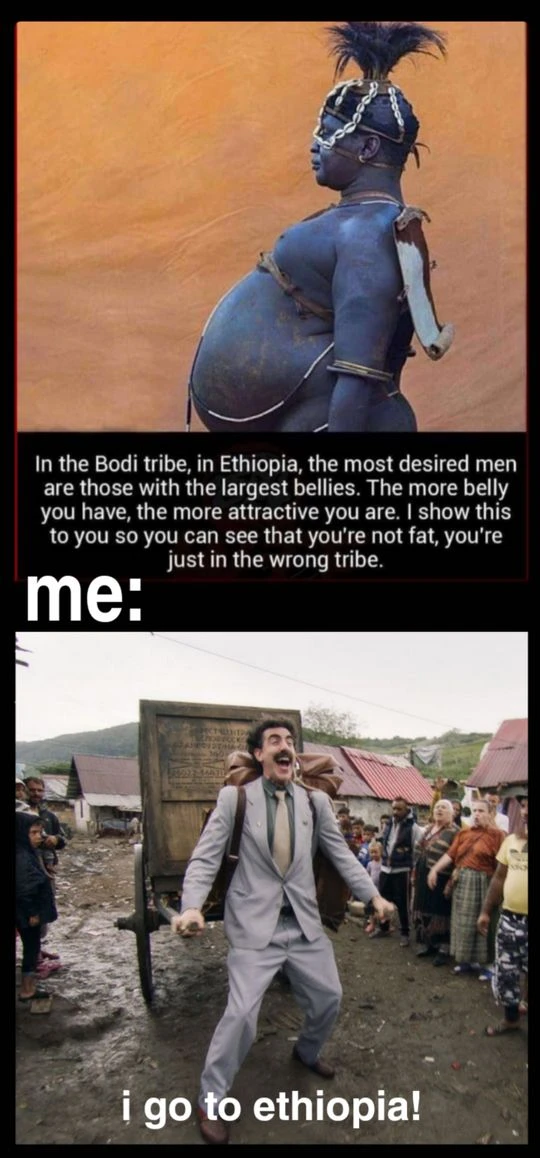 In the Bodi tribe, in Ethiopia, the most desired men
are those with the largest bellies. The more belly
you have, the more attractive you are. I show this
to you so you can see that you're not fat, you're
just in the wrong tribe.
me:
i go to ethiopia!